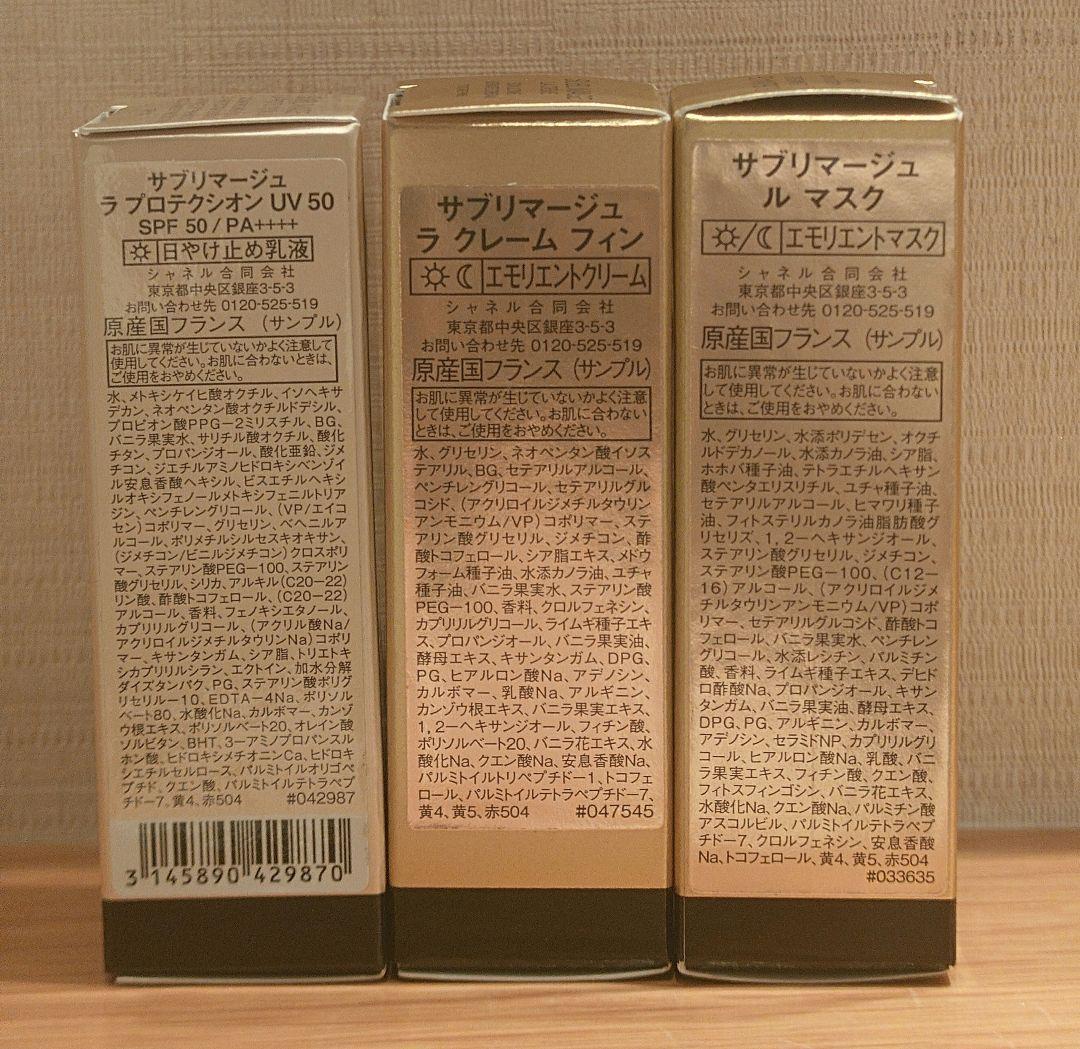 サブリマージュ
ラ プロテクシオン UV 50
SPF 50 / PA++++
日やけ止め乳液
シャネル合同会社
東京都中央区銀座3-5-3
お問い合わせ先 0120-525-519
原産国フランス (サンプル)
お肌に異常が生じていないかよく注意して
使用してください。お肌に合わないときは、
ご使用をおやめください。
水、メトキシケイヒ酸オクチル、イソヘキサ
デカン、ネオペンタン酸オクチルドデシル、
プロピオン酸PPG-2ミリスチル、BG、
バニラ果実水、サリチル酸オクチル、酸化
チタン、プロパンジオール、酸化亜鉛、ジメ
チコン、ジエチルアミノヒドロキシベンゾイ
ル安息香酸ヘキシル、ビスエチルヘキシ
ルオキシフェノールメトキシフェニルトリア
ジン、ペンチレングリコール、(VP/エイコ
セン)コポリマー、グリセリン、ベヘニルア
ルコール、ポリメチルシルセスキオキサン、
(ジメチコン/ビニルジメチコン)クロスポリ
マー、ステアリン酸PEG-100、ステアリン
酸グリセリル、シリカ、アルキル(C20-22)
リン酸、酢酸トコフェロール、(C20-22)
アルコール、香料、フェノキシエタノール、
カプリリルグリコール、(アクリル酸Na/
アクリロイルジメチルタウリンNa)コポリ
マー、キサンタンガム、シア脂、トリエトキ
シカプリリルシラン、エクトイン、加水分解
ダイズタンパク、PG、ステアリン酸ポリグ
リセリル-10、EDTA-4Na、ポリソル
ベート80、水酸化Na、カルボマー、カンゾ
ウ根エキス、ポリソルベート20、オレイン酸
ソルビタン、BHT、3-アミノプロパンスル
ホン酸、ヒドロキシメチオニンCa、ヒドロキ
シエチルセルロース、パルミトイルオリゴペ
プチド、クエン酸、パルミトイルテトラペプ
チド-7、黄4、赤504 #042987
3 145890 429870
サブリマージュ
ラ クレーム フィン
エモリエントクリーム
シャネル合同会社
東京都中央区銀座3-5-3
お問い合わせ先 0120-525-519
原産国フランス (サンプル)
お肌に異常が生じていないかよく注意
して使用してください。お肌に合わない
ときは、ご使用をおやめください。
水、グリセリン、ネオペンタン酸イソス
テアリル、BG、セテアリルアルコール、
ペンチレングリコール、セテアリルグル
コシド、(アクリロイルジメチルタウリン
アンモニウム/VP)コポリマー、ステ
アリン酸グリセリル、ジメチコン、酢
酸トコフェロール、シア脂エキス、メドウ
フォーム種子油、水添カノラ油、ユチャ
種子油、バニラ果実水、ステアリン酸
PEG-100、香料、クロルフェネシン、
カプリリルグリコール、ライムギ種子エキ
ス、プロパンジオール、バニラ果実油、
酵母エキス、キサンタンガム、DPG、
PG、ヒアルロン酸Na、アデノシン、
カルボマー、乳酸Na、アルギニン、
カンゾウ根エキス、バニラ果実エキス、
1,2-ヘキサンジオール、フィチン酸、
ポリソルベート20、バニラ花エキス、水
酸化Na、クエン酸Na、安息香酸Na、
パルミトイルトリペプチド-1、トコフェ
ロール、パルミトイルテトラペプチド-7、
黄4、黄5、赤504 #047545
サブリマージュ
ル マスク
/ エモリエントマスク
シャネル合同会社
東京都中央区銀座3-5-3
お問い合わせ先 0120-525-519
原産国フランス (サンプル)
お肌に異常が生じていないかよく注意
して使用してください。お肌に合わない
ときは、ご使用をおやめください。
水、グリセリン、水添ポリデセン、オクチ
ルドデカノール、水添カノラ油、シア脂、
ホホバ種子油、テトラエチルヘキサン
酸ペンタエリスリチル、ユチャ種子油、
セテアリルアルコール、ヒマワリ種子
油、フィトステリルカノラ油脂肪酸グ
リセリズ、1,2-ヘキサンジオール、
ステアリン酸グリセリル、ジメチコン、
ステアリン酸PEG-100、(C12-
16)アルコール、(アクリロイルジメ
チルタウリンアンモニウム/VP)コポ
リマー、セテアリルグルコシド、酢酸トコ
フェロール、バニラ果実水、ペンチレン
グリコール、水添レシチン、パルミチン
酸、香料、ライムギ種子エキス、デヒド
ロ酢酸Na、プロパンジオール、キサン
タンガム、バニラ果実油、酵母エキス、
DPG、PG、アルギニン、カルボマー、
アデノシン、セラミドNP、カプリリルグリ
コール、ヒアルロン酸Na、乳酸、バニ
ラ果実エキス、フィチン酸、クエン酸、
フィトスフィンゴシン、バニラ花エキス、
水酸化Na、クエン酸Na、パルミチン酸
アスコルビル、パルミトイルテトラペプ
チド-7、クロルフェネシン、安息香酸
Na、トコフェロール、黄4、黄5、赤504
#033635